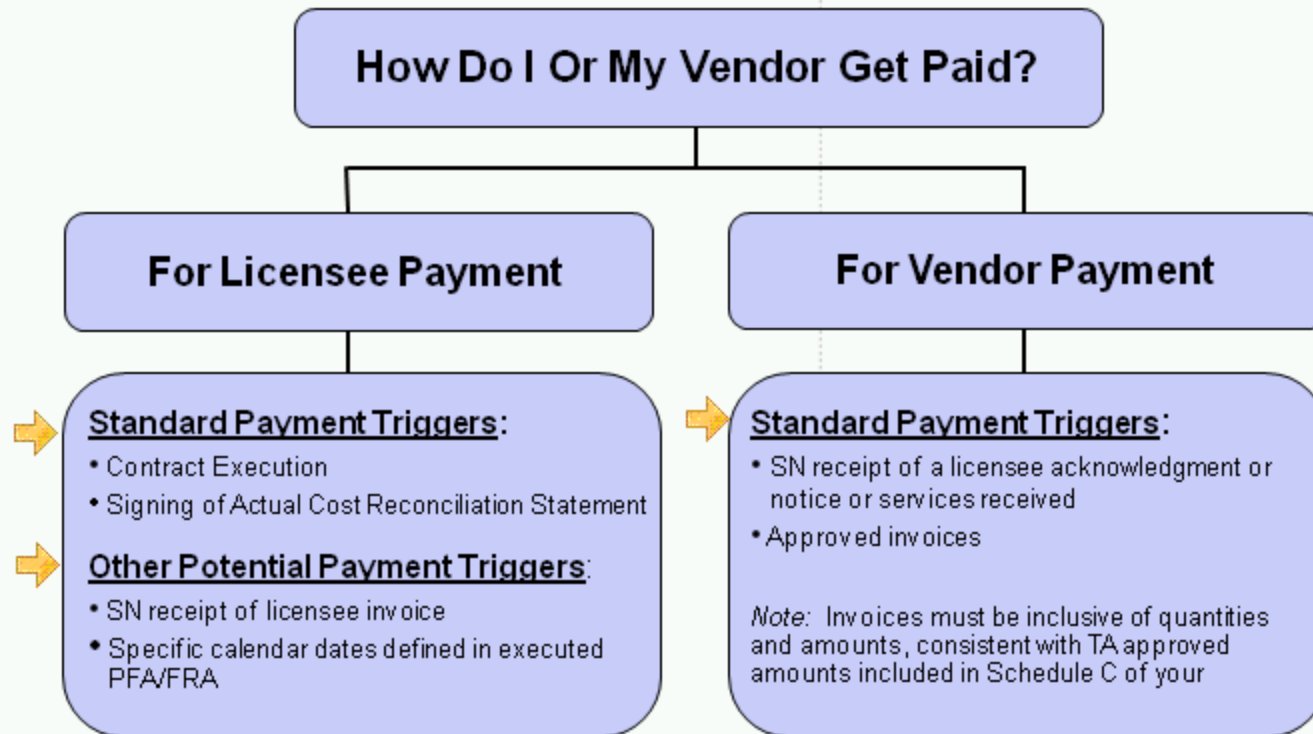 How Do I Or My Vendor Get Paid?
For Licensee Payment
For Vendor Payment
Standard Payment Triggers:
• Contract Execution
• Signing of Actual Cost Reconciliation Statement
Other Potential Payment Triggers:
• SN receipt of licensee invoice
• Specific calendar dates defined in executed
PFA/FRA
Standard Payment Triggers:
• SN receipt of a licensee acknowledgment or
notice or services received
• Approved invoices
Note: Invoices must be inclusive of quantities
and amounts, consistent with TA approved
amounts included in Schedule C of your